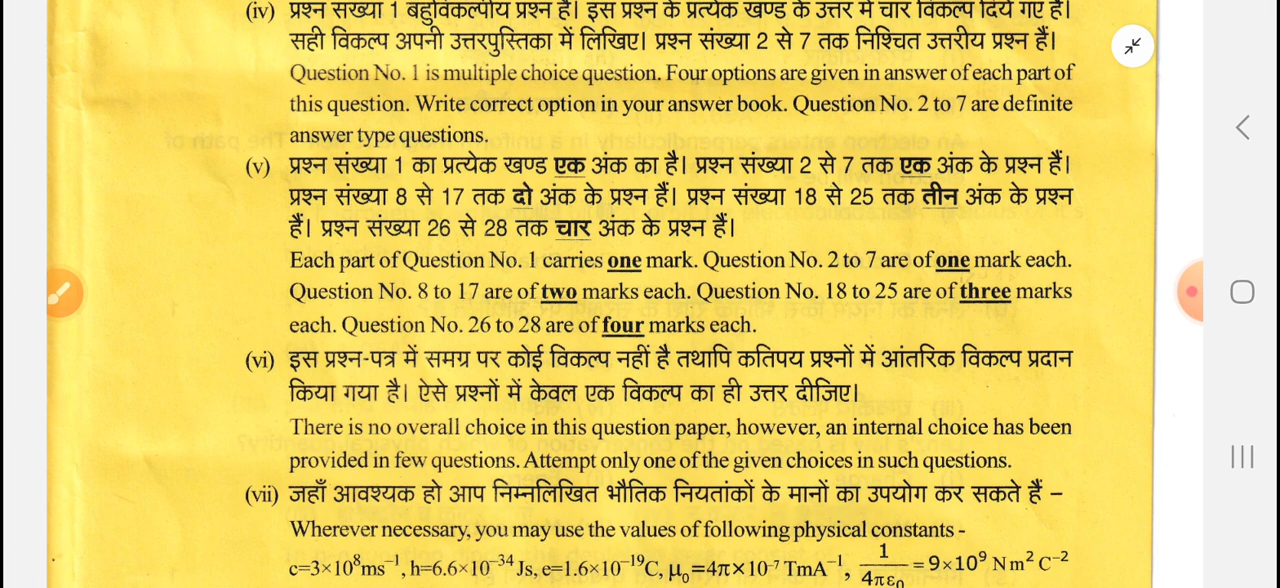 (iv) प्रश्न संख्या 1 बहुविकल्पीय प्रश्न है। इस प्रश्न के प्रत्येक खण्ड के उत्तर में चार विकल्प दिये गए हैं।
सही विकल्प अपनी उत्तरपुस्तिका में लिखिए। प्रश्न संख्या 2 से 7 तक निश्चित उत्तरीय प्रश्न हैं।
Question No. 1 is multiple choice question. Four options are given in answer of each part of
this question. Write correct option in your answer book. Question No. 2 to 7 are definite
answer type questions.
(v) प्रश्न संख्या 1 का प्रत्येक खण्ड एक अंक का है। प्रश्न संख्या 2 से 7 तक एक अंक के प्रश्न हैं।
प्रश्न संख्या 8 से 17 तक दो अंक के प्रश्न हैं। प्रश्न संख्या 18 से 25 तक तीन अंक के प्रश्न
हैं। प्रश्न संख्या 26 से 28 तक चार अंक के प्रश्न हैं।
Each part of Question No. 1 carries one mark. Question No. 2 to 7 are of one mark each.
Question No. 8 to 17 are of two marks each. Question No. 18 to 25 are of three marks
each. Question No. 26 to 28 are of four marks each.
(vi) इस प्रश्न-पत्र में समग्र पर कोई विकल्प नहीं है तथापि कतिपय प्रश्नों में आंतरिक विकल्प प्रदान
किया गया है। ऐसे प्रश्नों में केवल एक विकल्प का ही उत्तर दीजिए।
There is no overall choice in this question paper, however, an internal choice has been
provided in few questions. Attempt only one of the given choices in such questions.
(vii) जहाँ आवश्यक हो आप निम्नलिखित भौतिक नियतांकों के मानों का उपयोग कर सकते हैं –
Wherever necessary, you may use the values of following physical constants -
c=3×10⁸ms⁻¹, h=6.6×10⁻³⁴ Js, e=1.6×10⁻¹⁹C, μ₀=4π×10⁻⁷ TmA⁻¹, 1/4πε₀ =9×10⁹ N m² C⁻²